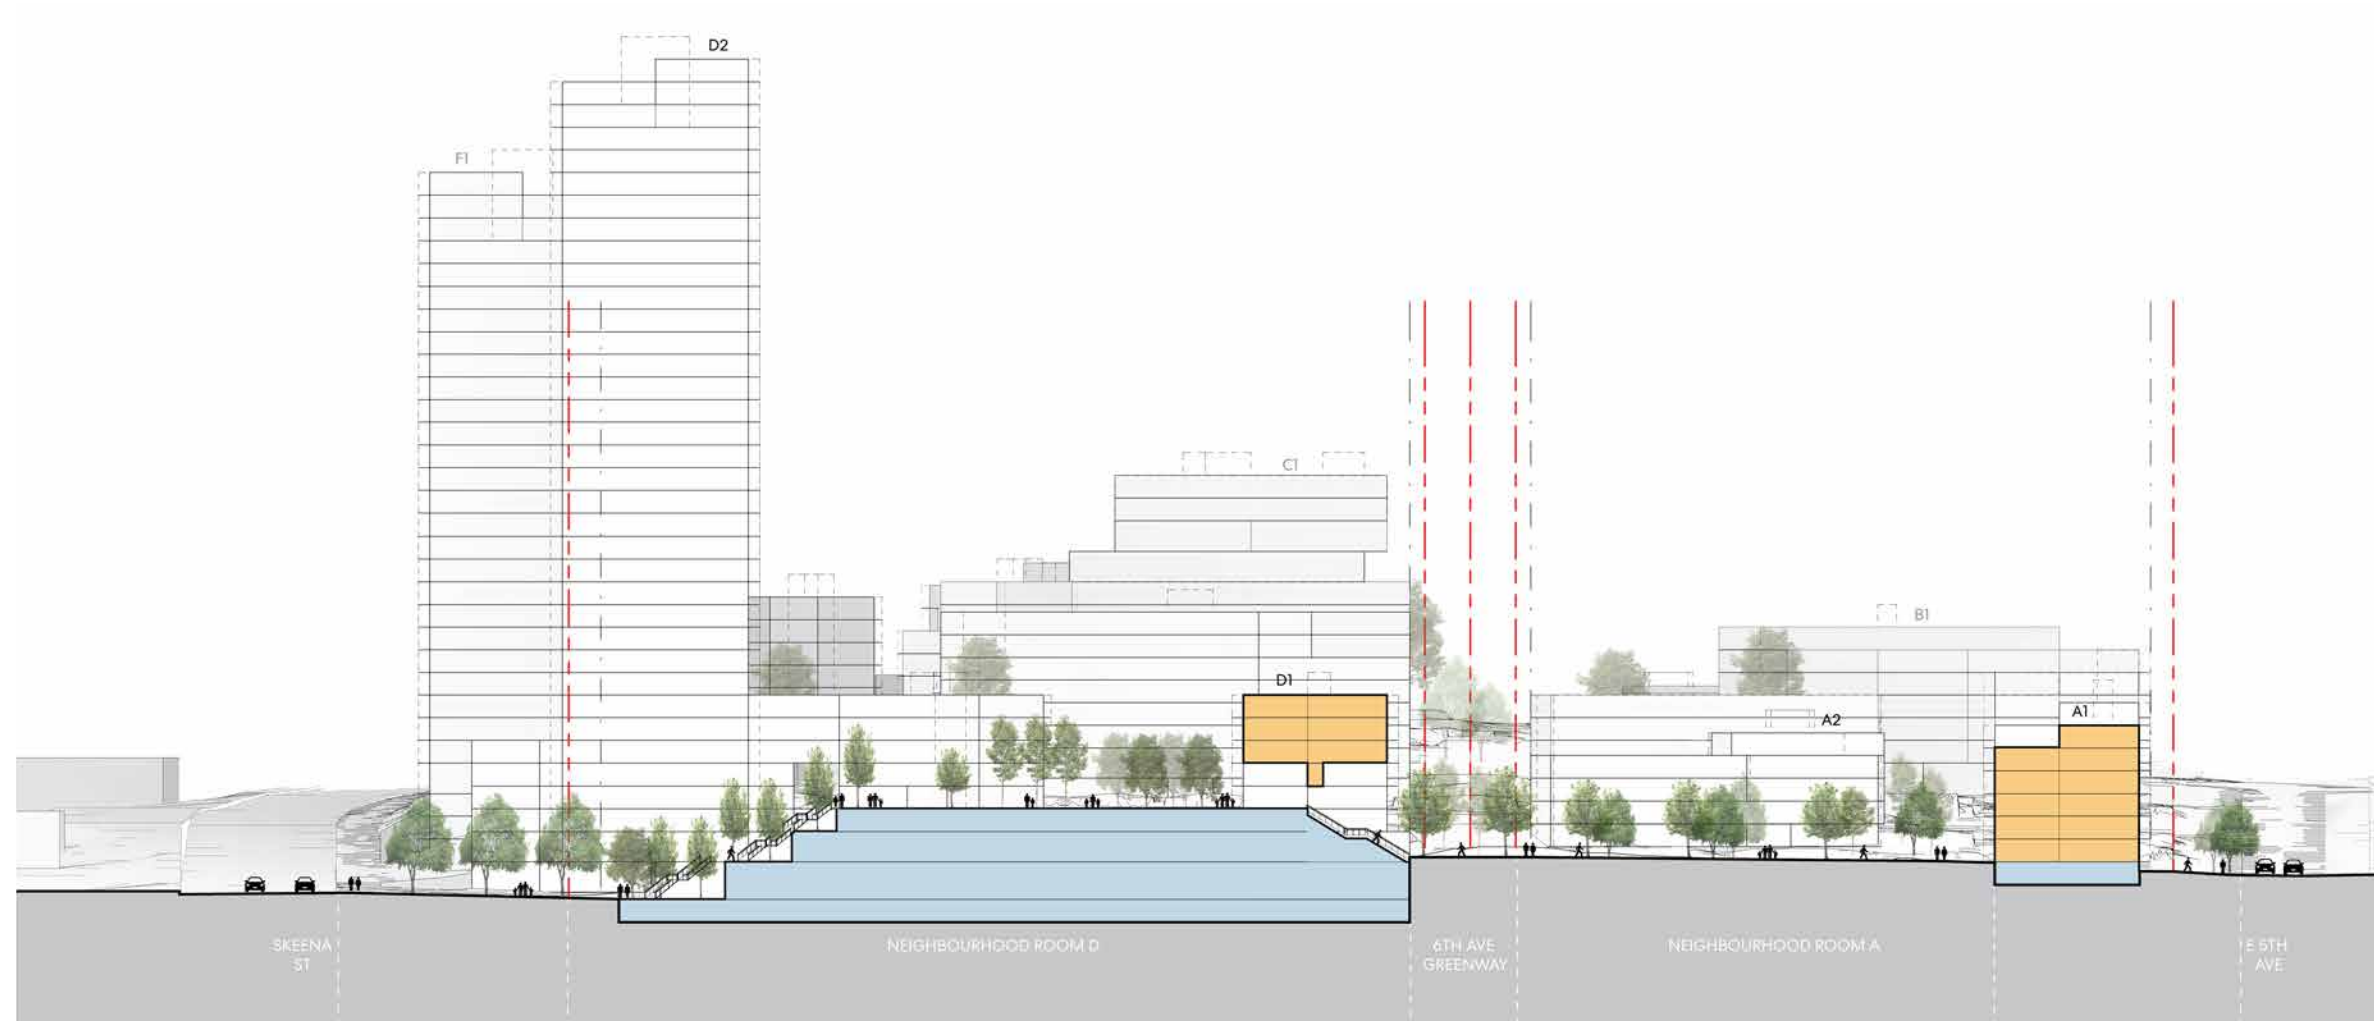 D2
F1
C1
B1
D1
A2
A1
SKEENA
ST
NEIGHBOURHOOD ROOM D
6TH AVE
GREENWAY
NEIGHBOURHOOD ROOM A
E 5TH
AVE